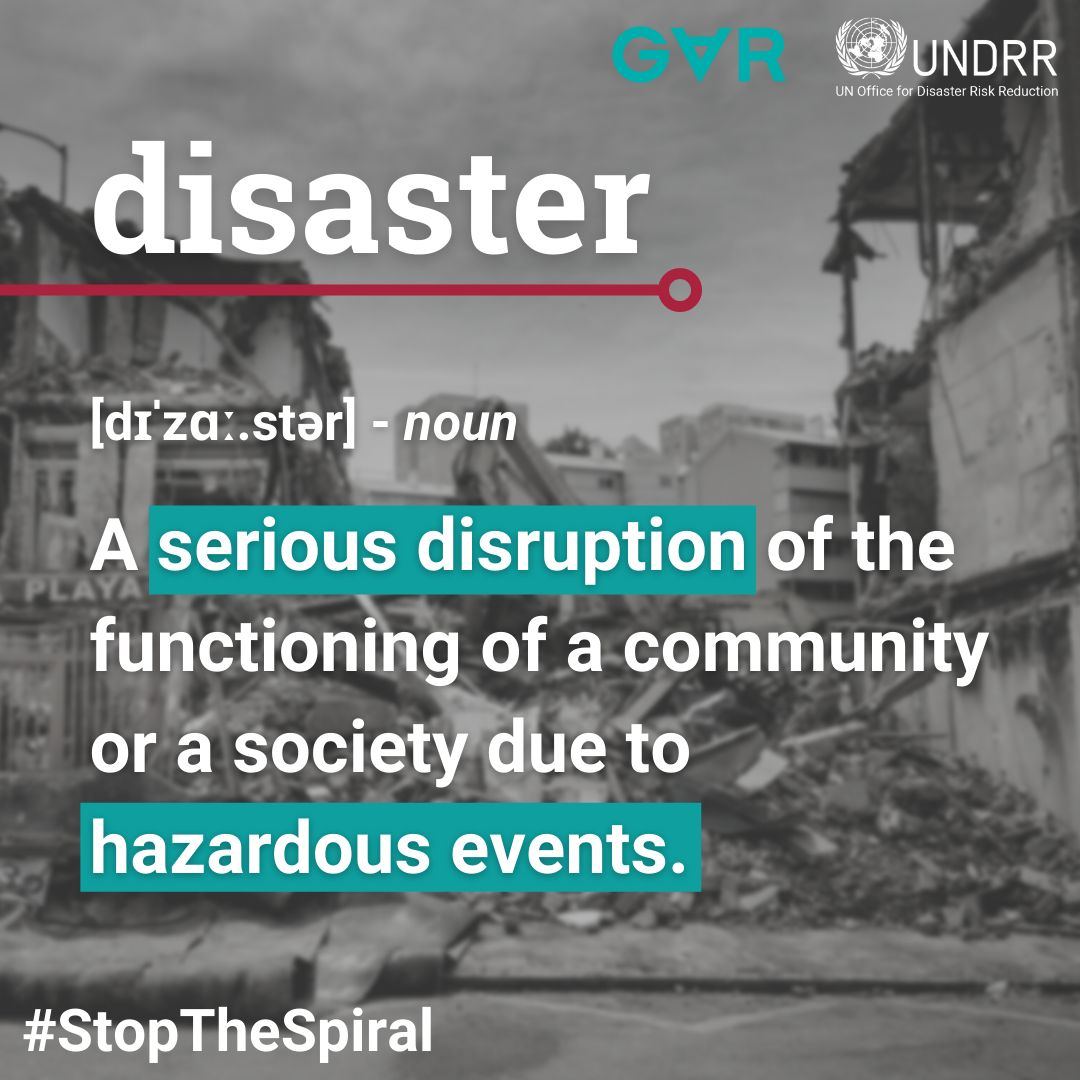 GAR
UNDRR
UN Office for Disaster Risk Reduction
disaster
[dɪˈzɑː.stər] - noun
A serious disruption of the
functioning of a community
or a society due to
hazardous events.
PLAYA
#StopTheSpiral